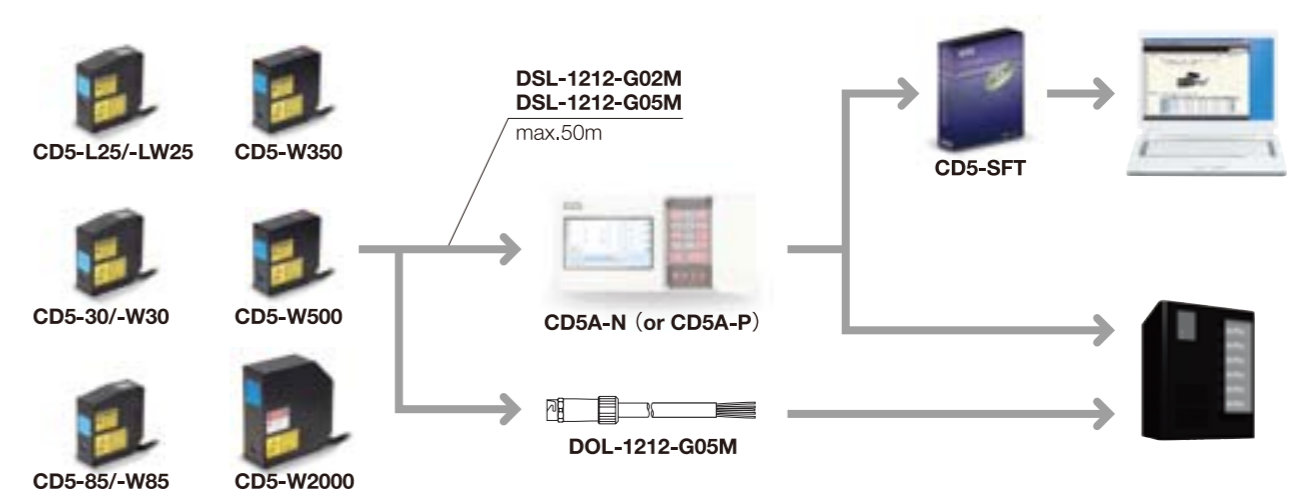 DSL-1212-G02M
DSL-1212-G05M
max.50m
CD5-L25/-LW25
CD5-W350
CD5-SFT
CD5-30/-W30
CD5-W500
CD5A-N（or CD5A-P）
DOL-1212-G05M
CD5-85/-W85
CD5-W2000